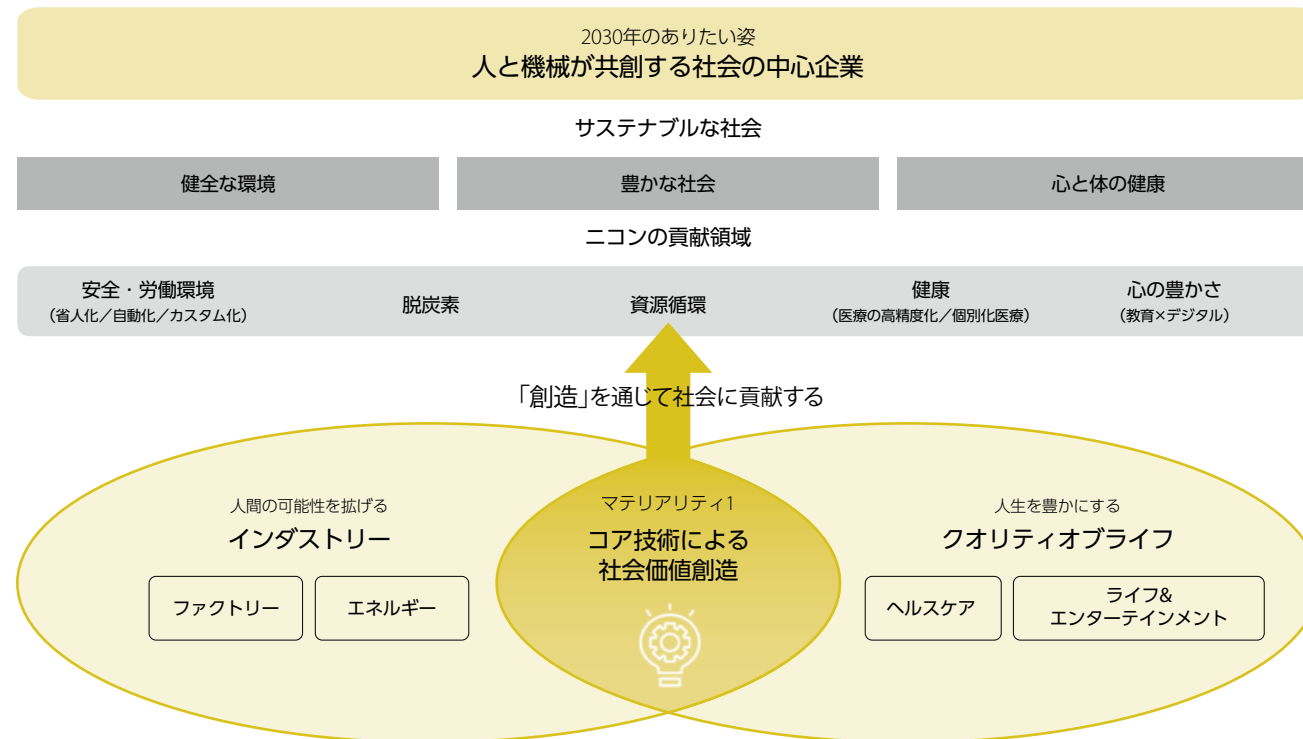 2030年のありたい姿
人と機械が共創する社会の中心企業
サステナブルな社会
健全な環境
豊かな社会
心と体の健康
ニコンの貢献領域
安全・労働環境
（省人化／自動化／カスタム化）
脱炭素
資源循環
健康
（医療の高精度化／個別化医療）
心の豊かさ
（教育×デジタル）
「創造」を通じて社会に貢献する
人間の可能性を拡げる
インダストリー
ファクトリー
エネルギー
マテリアリティ1
コア技術による
社会価値創造
人生を豊かにする
クオリティオブライフ
ヘルスケア
ライフ&
エンターテインメント